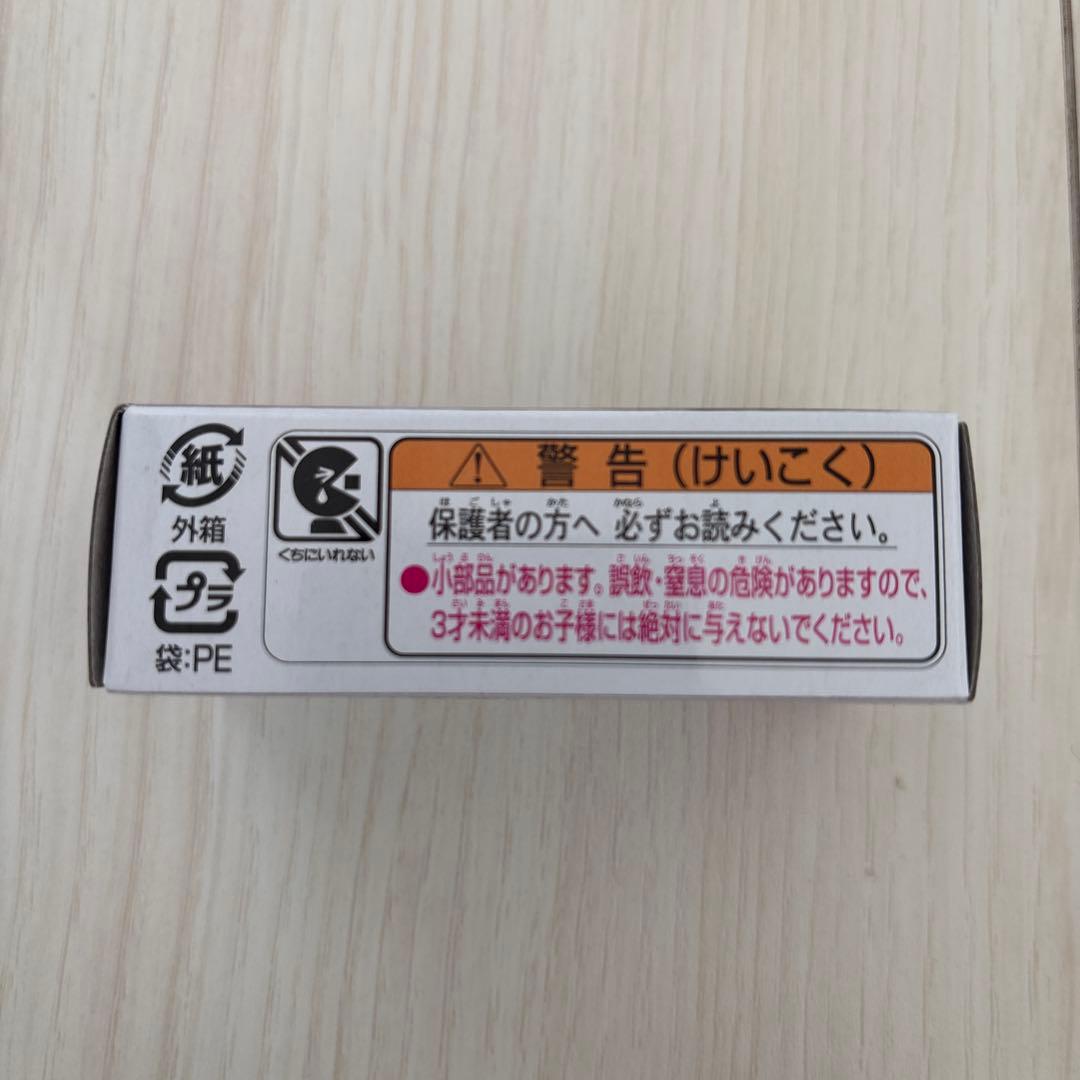 紙
外箱
プラ
袋:PE
くちにいれない
警告(けいこく)
保護者の方へ 必ずお読みください。
●小部品があります。誤飲・窒息の危険がありますので、
3才未満のお子様には絶対に与えないでください。